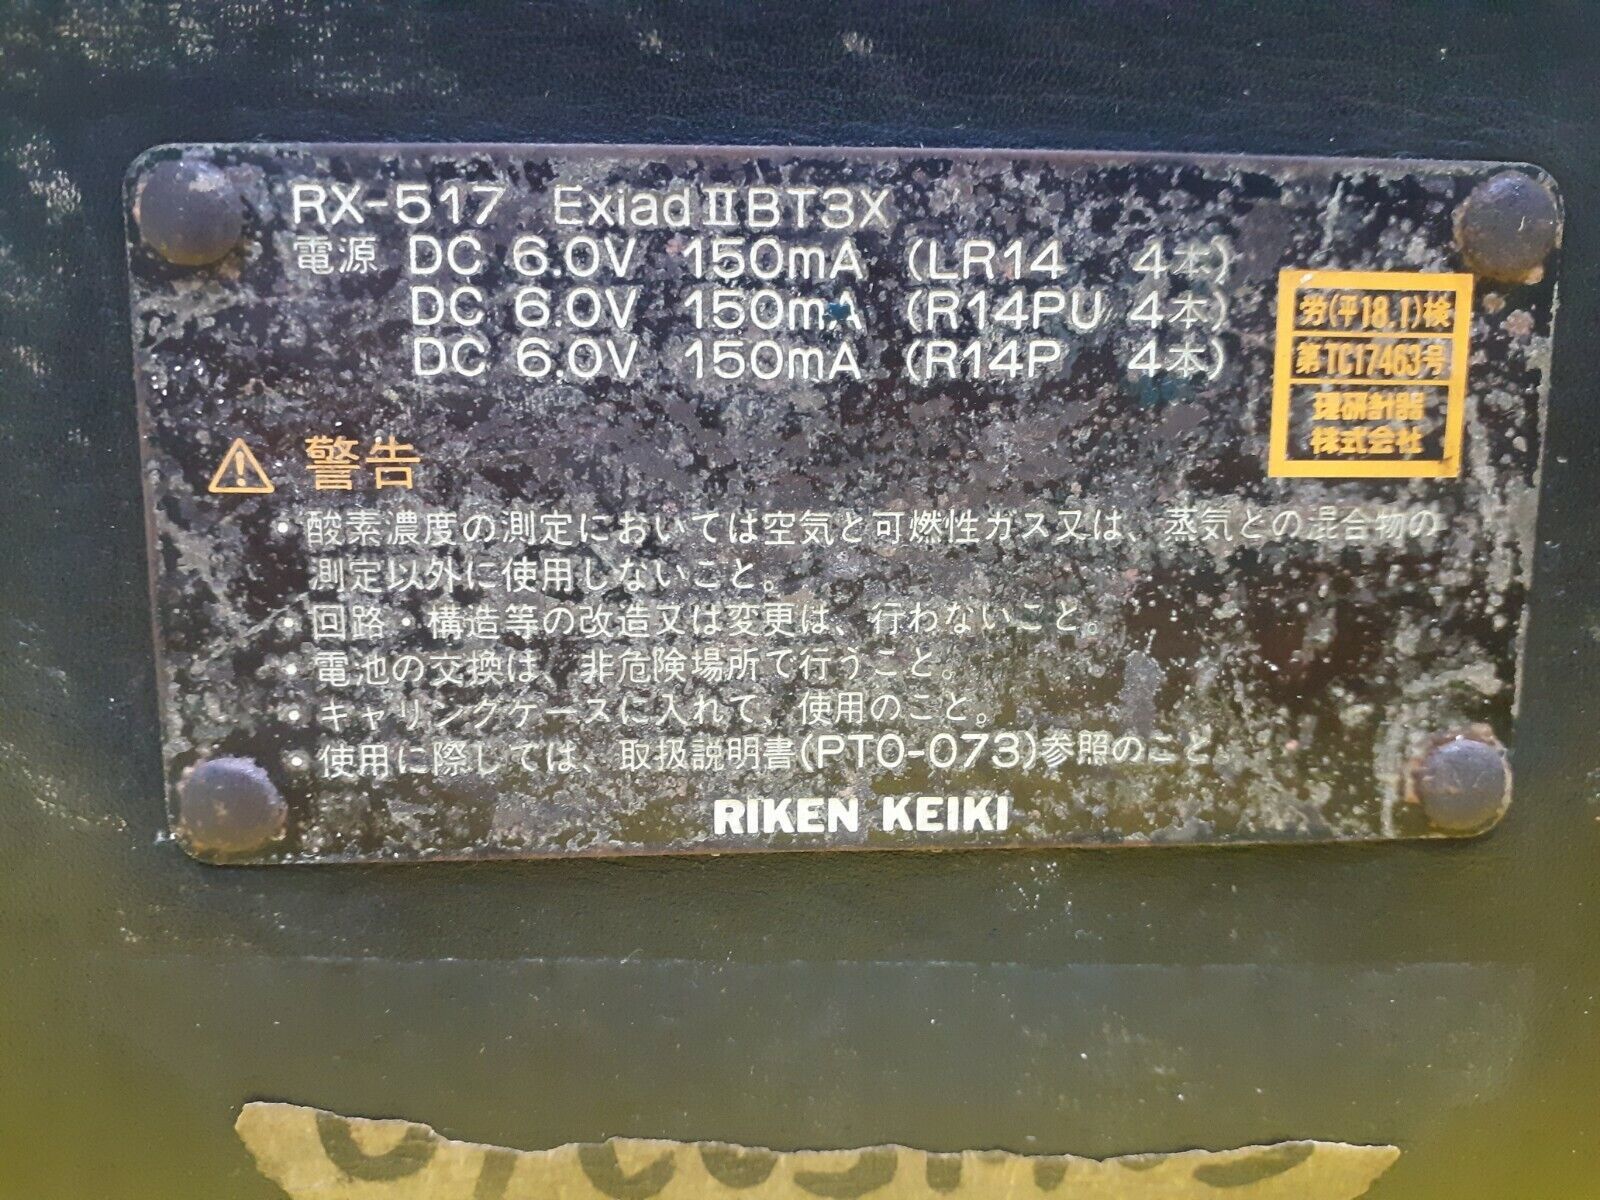 RX-517 ExiadⅡBT3X
電源 DC 6.0V 150mA (LR14 4本)
DC 6.0V 150mA (R14PU 4本)
DC 6.0V 150mA (R14P 4本)
労(平18.1)検
第TC17463号
理研計器
株式会社
警告
・酸素濃度の測定においては空気と可燃性ガス又は、蒸気との混合物の
測定以外に使用しないこと。
・回路・構造等の改造又は変更は、行わないこと。
・電池の交換は、非危険場所で行うこと。
・キャリングケースに入れて、使用のこと。
・使用に際しては、取扱説明書(PT0-073)参照のこと。
RIKEN KEIKI